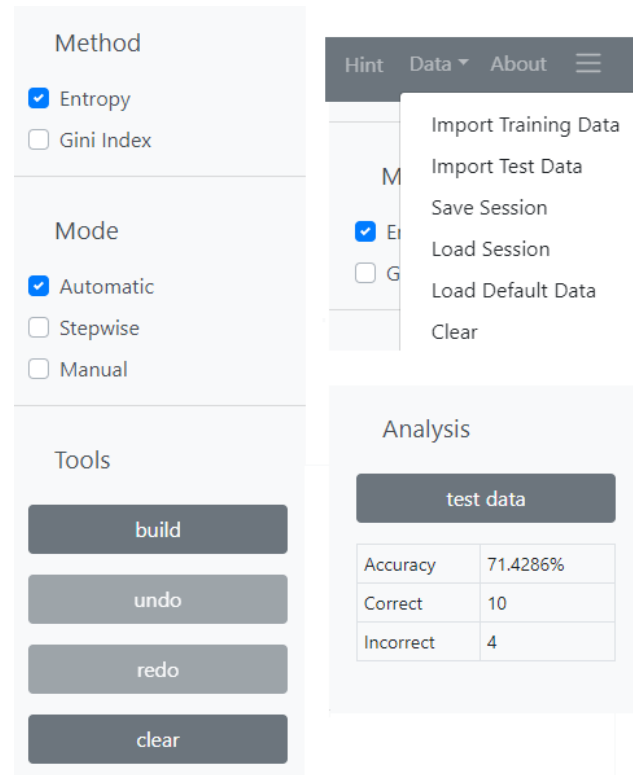 Method
Entropy
Gini Index
Mode
Automatic
Stepwise
Manual
Tools
build
undo
redo
clear
Hint Data About
Import Training Data
Import Test Data
Save Session
Load Session
Load Default Data
Clear
M
E
G
Analysis
test data
Accuracy 71.4286%
Correct 10
Incorrect 4